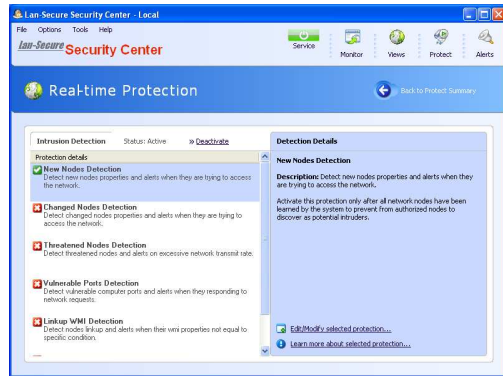 Lan-Secure Security Center - Local
File Options Tools Help
Lan-Secure Security Center
Service
Monitor
Views
Protect
Alerts
Real-time Protection
Back to Protect Summary
Intrusion Detection Status: Active » Deactivate
Protection details
New Nodes Detection
Detect new nodes properties and alerts when they are trying to access
the network.
Changed Nodes Detection
Detect changed nodes properties and alerts when they are trying to
access the network.
Threatened Nodes Detection
Detect threatened nodes and alerts on excessive network transmit rate.
Vulnerable Ports Detection
Detect vulnerable computer ports and alerts when they responding to
network requests.
Linkup WMI Detection
Detect nodes linkup and alerts when their wmi properties not equal to
specific condition.
Detection Details
New Nodes Detection
Description: Detect new nodes properties and alerts when they
are trying to access the network.
Activate this protection only after all network nodes have been
learned by the system to prevent from authorized nodes to
discover as potential intruders.
Edit/Modify selected protection...
Learn more about selected protection...